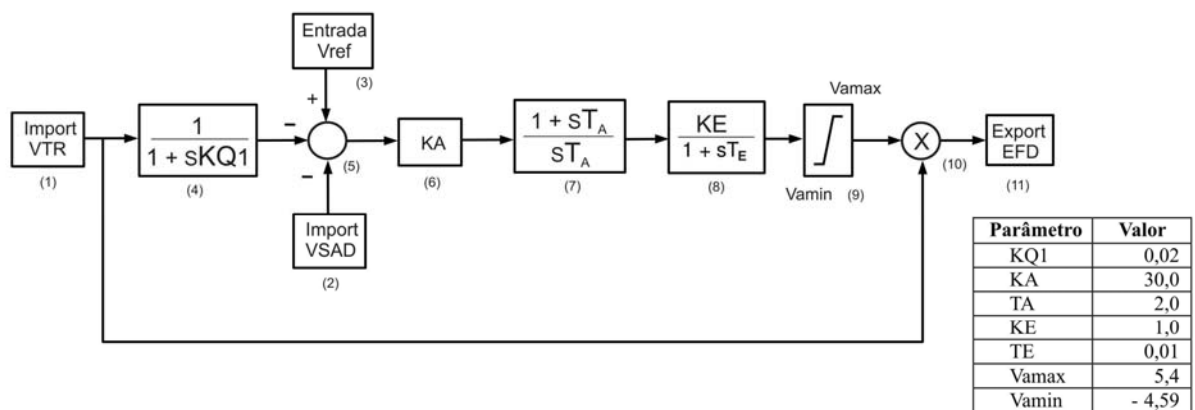 Entrada
Vref
(3)
Vamax
+
Import
VTR
(1)
1
1 + sKQ1
(4)
−
−
(5)
KA
(6)
1 + sT_A
sT_A
(7)
KE
1 + sT_E
(8)
Vamin
(9)
X
(10)
Export
EFD
(11)
Import
VSAD
(2)
Parâmetro Valor
KQ1 0,02
KA 30,0
TA 2,0
KE 1,0
TE 0,01
Vamax 5,4
Vamin - 4,59